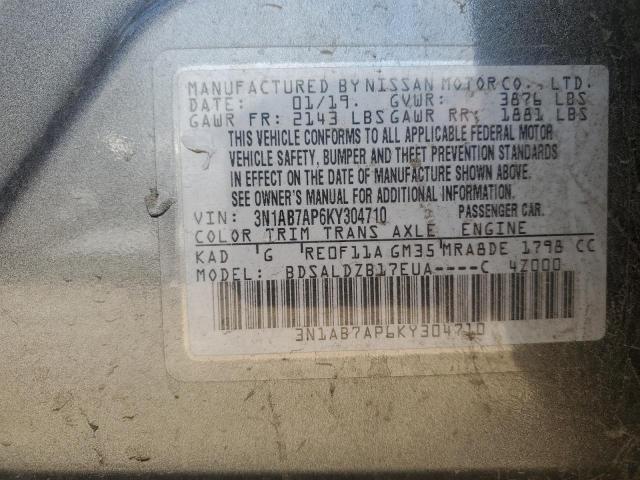 MANUFACTURED BY NISSAN MOTOR CO., LTD.
DATE: 01/19. GVWR: 3876 LBS
GAWR FR: 2143 LBS GAWR RR: 1881 LBS
THIS VEHICLE CONFORMS TO ALL APPLICABLE FEDERAL MOTOR
VEHICLE SAFETY, BUMPER AND THEFT PREVENTION STANDARDS
IN EFFECT ON THE DATE OF MANUFACTURE SHOWN ABOVE.
SEE OWNER'S MANUAL FOR ADDITIONAL INFORMATION.
VIN: 3N1AB7AP6KY304710 PASSENGER CAR.
COLOR TRIM TRANS AXLE ENGINE
KAD G RE0F11A GM35 MRA8DE 1798 CC
MODEL: BDSALDZB17EUA----C 4Z000
3N1AB7AP6KY304710